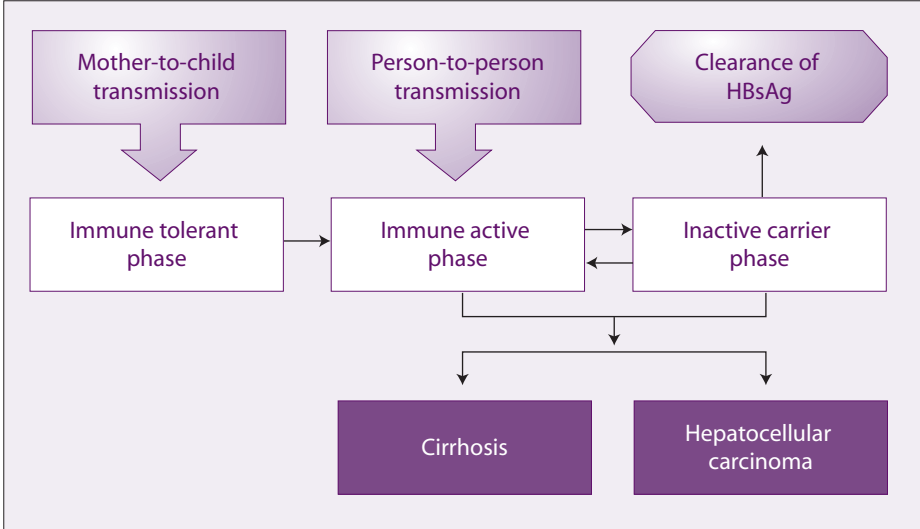 Mother-to-child
transmission
Person-to-person
transmission
Clearance of
HBsAg
Immune tolerant
phase
Immune active
phase
Inactive carrier
phase
Cirrhosis
Hepatocellular
carcinoma